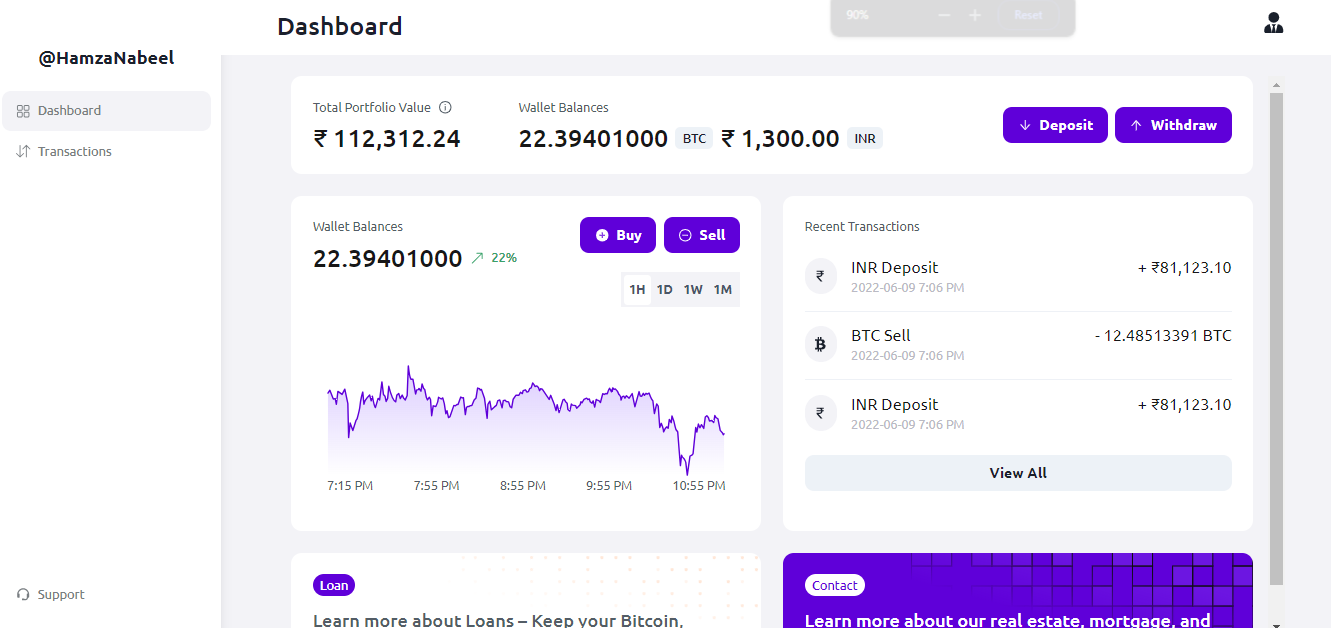 Dashboard
90%
Reset
@HamzaNabeel
Dashboard
Transactions
Support
Total Portfolio Value
₹ 112,312.24
Wallet Balances
22.39401000 BTC ₹ 1,300.00 INR
Deposit
Withdraw
Wallet Balances
22.39401000 22%
Buy
Sell
1H 1D 1W 1M
7:15 PM 7:55 PM 8:55 PM 9:55 PM 10:55 PM
Recent Transactions
₹ INR Deposit + ₹81,123.10
2022-06-09 7:06 PM
BTC Sell - 12.48513391 BTC
2022-06-09 7:06 PM
₹ INR Deposit + ₹81,123.10
2022-06-09 7:06 PM
View All
Loan
Learn more about Loans – Keep your Bitcoin,
Contact
Learn more about our real estate, mortgage, and